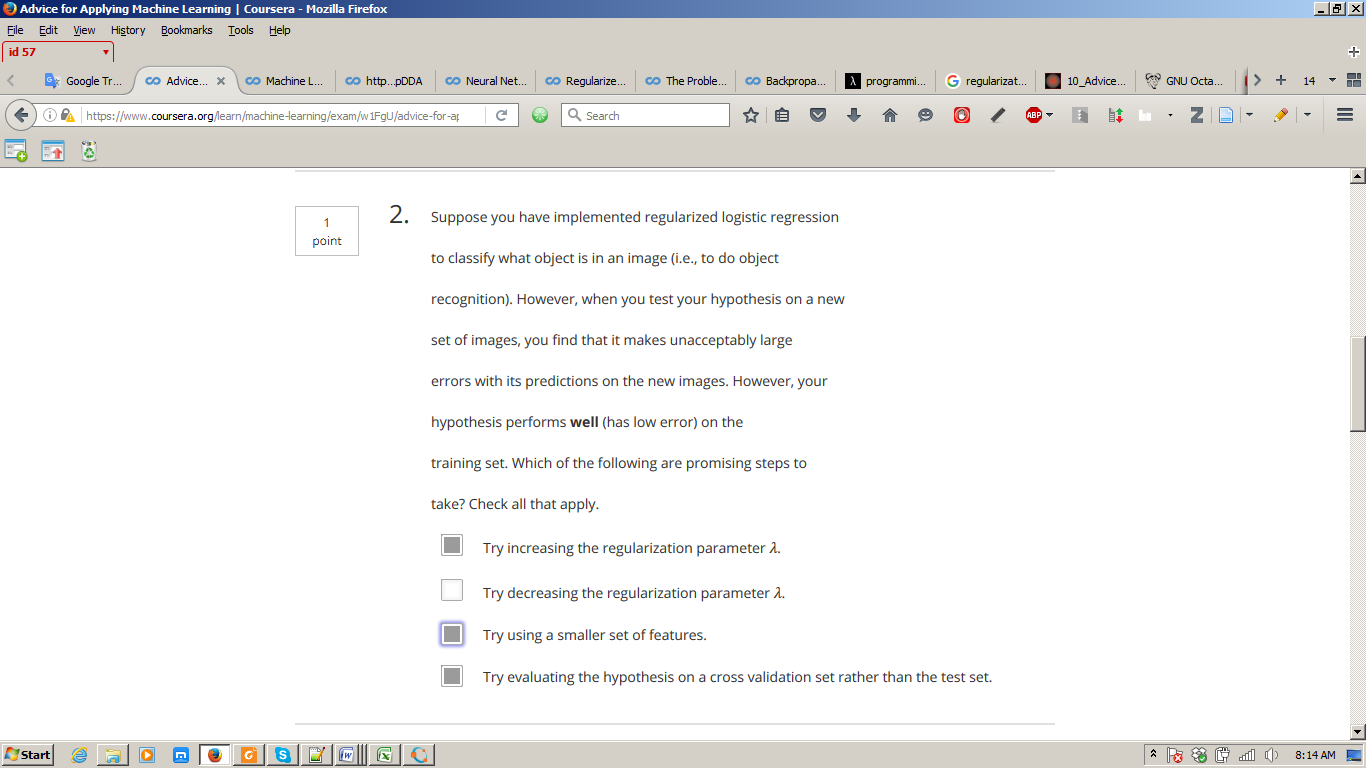 Advice for Applying Machine Learning | Coursera - Mozilla Firefox
File Edit View History Bookmarks Tools Help
id 57
Google Tr... Advice... Machine L... http...pDDA Neural Net... Regularize... The Proble... Backpropa... programmi... regularizat... 10_Advice... GNU Octa... 14
https://www.coursera.org/learn/machine-learning/exam/w1FgU/advice-for-ap Search ABP
1
point
2. Suppose you have implemented regularized logistic regression
to classify what object is in an image (i.e., to do object
recognition). However, when you test your hypothesis on a new
set of images, you find that it makes unacceptably large
errors with its predictions on the new images. However, your
hypothesis performs well (has low error) on the
training set. Which of the following are promising steps to
take? Check all that apply.
Try increasing the regularization parameter λ.
Try decreasing the regularization parameter λ.
Try using a smaller set of features.
Try evaluating the hypothesis on a cross validation set rather than the test set.
Start 8:14 AM